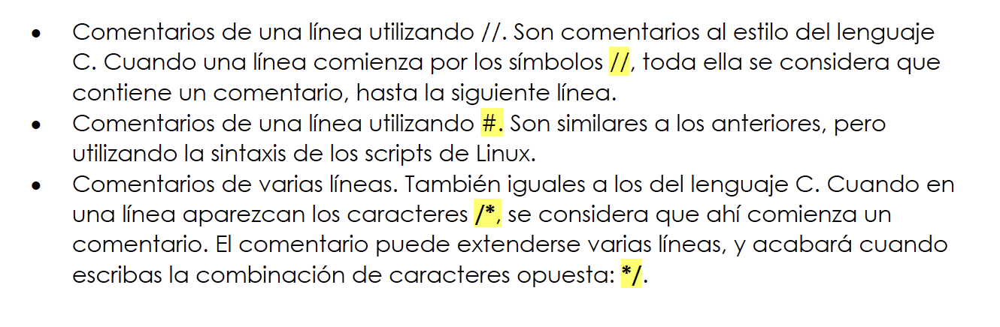 • Comentarios de una línea utilizando //. Son comentarios al estilo del lenguaje
C. Cuando una línea comienza por los símbolos //, toda ella se considera que
contiene un comentario, hasta la siguiente línea.
• Comentarios de una línea utilizando #. Son similares a los anteriores, pero
utilizando la sintaxis de los scripts de Linux.
• Comentarios de varias líneas. También iguales a los del lenguaje C. Cuando en
una línea aparezcan los caracteres /*, se considera que ahí comienza un
comentario. El comentario puede extenderse varias líneas, y acabará cuando
escribas la combinación de caracteres opuesta: */.